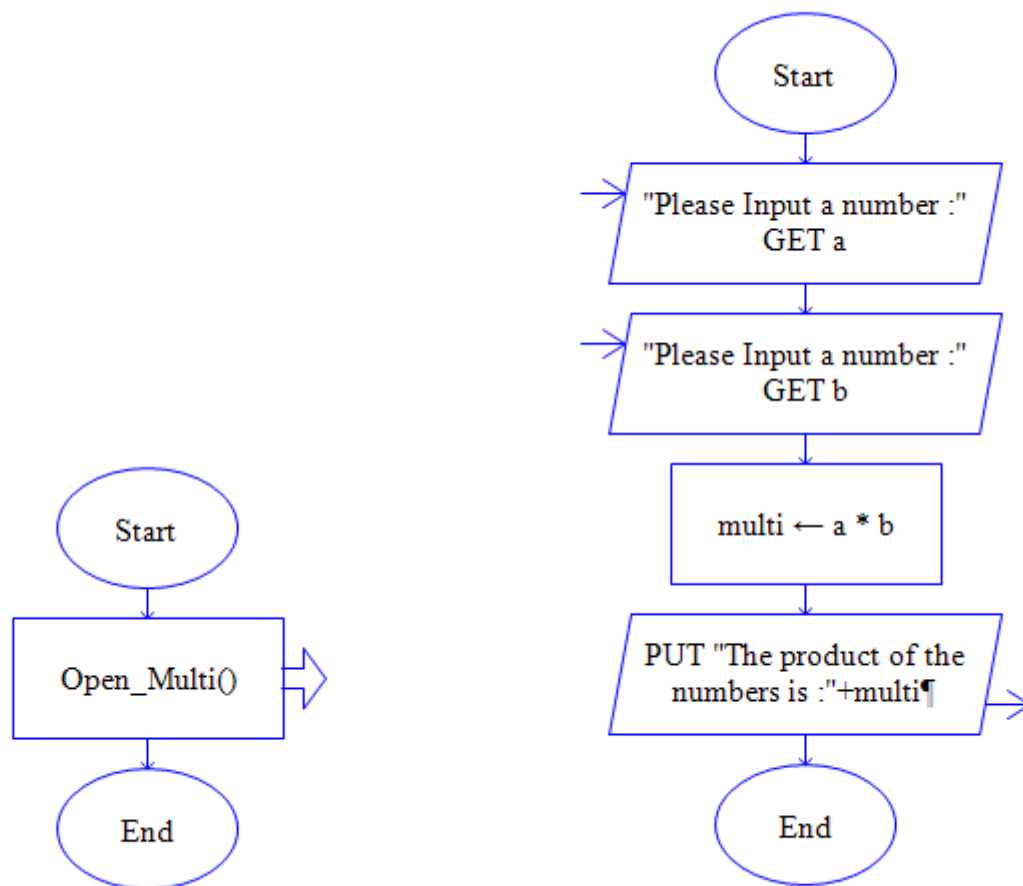 Start
Open_Multi()
End
Start
"Please Input a number :"
GET a
"Please Input a number :"
GET b
multi ← a * b
PUT "The product of the
numbers is :"+multi¶
End